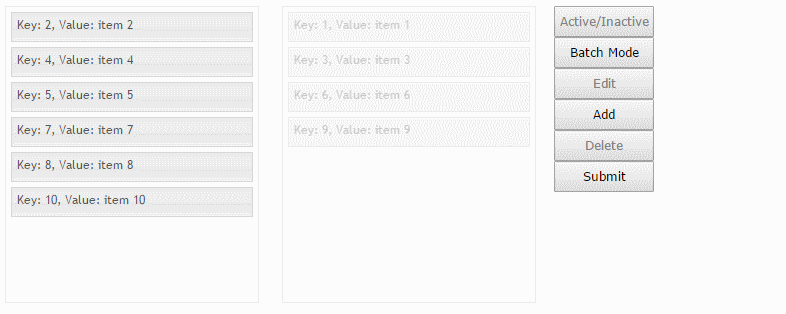 Key: 2, Value: item 2
Key: 4, Value: item 4
Key: 5, Value: item 5
Key: 7, Value: item 7
Key: 8, Value: item 8
Key: 10, Value: item 10
Key: 1, Value: item 1
Key: 3, Value: item 3
Key: 6, Value: item 6
Key: 9, Value: item 9
Active/Inactive
Batch Mode
Edit
Add
Delete
Submit